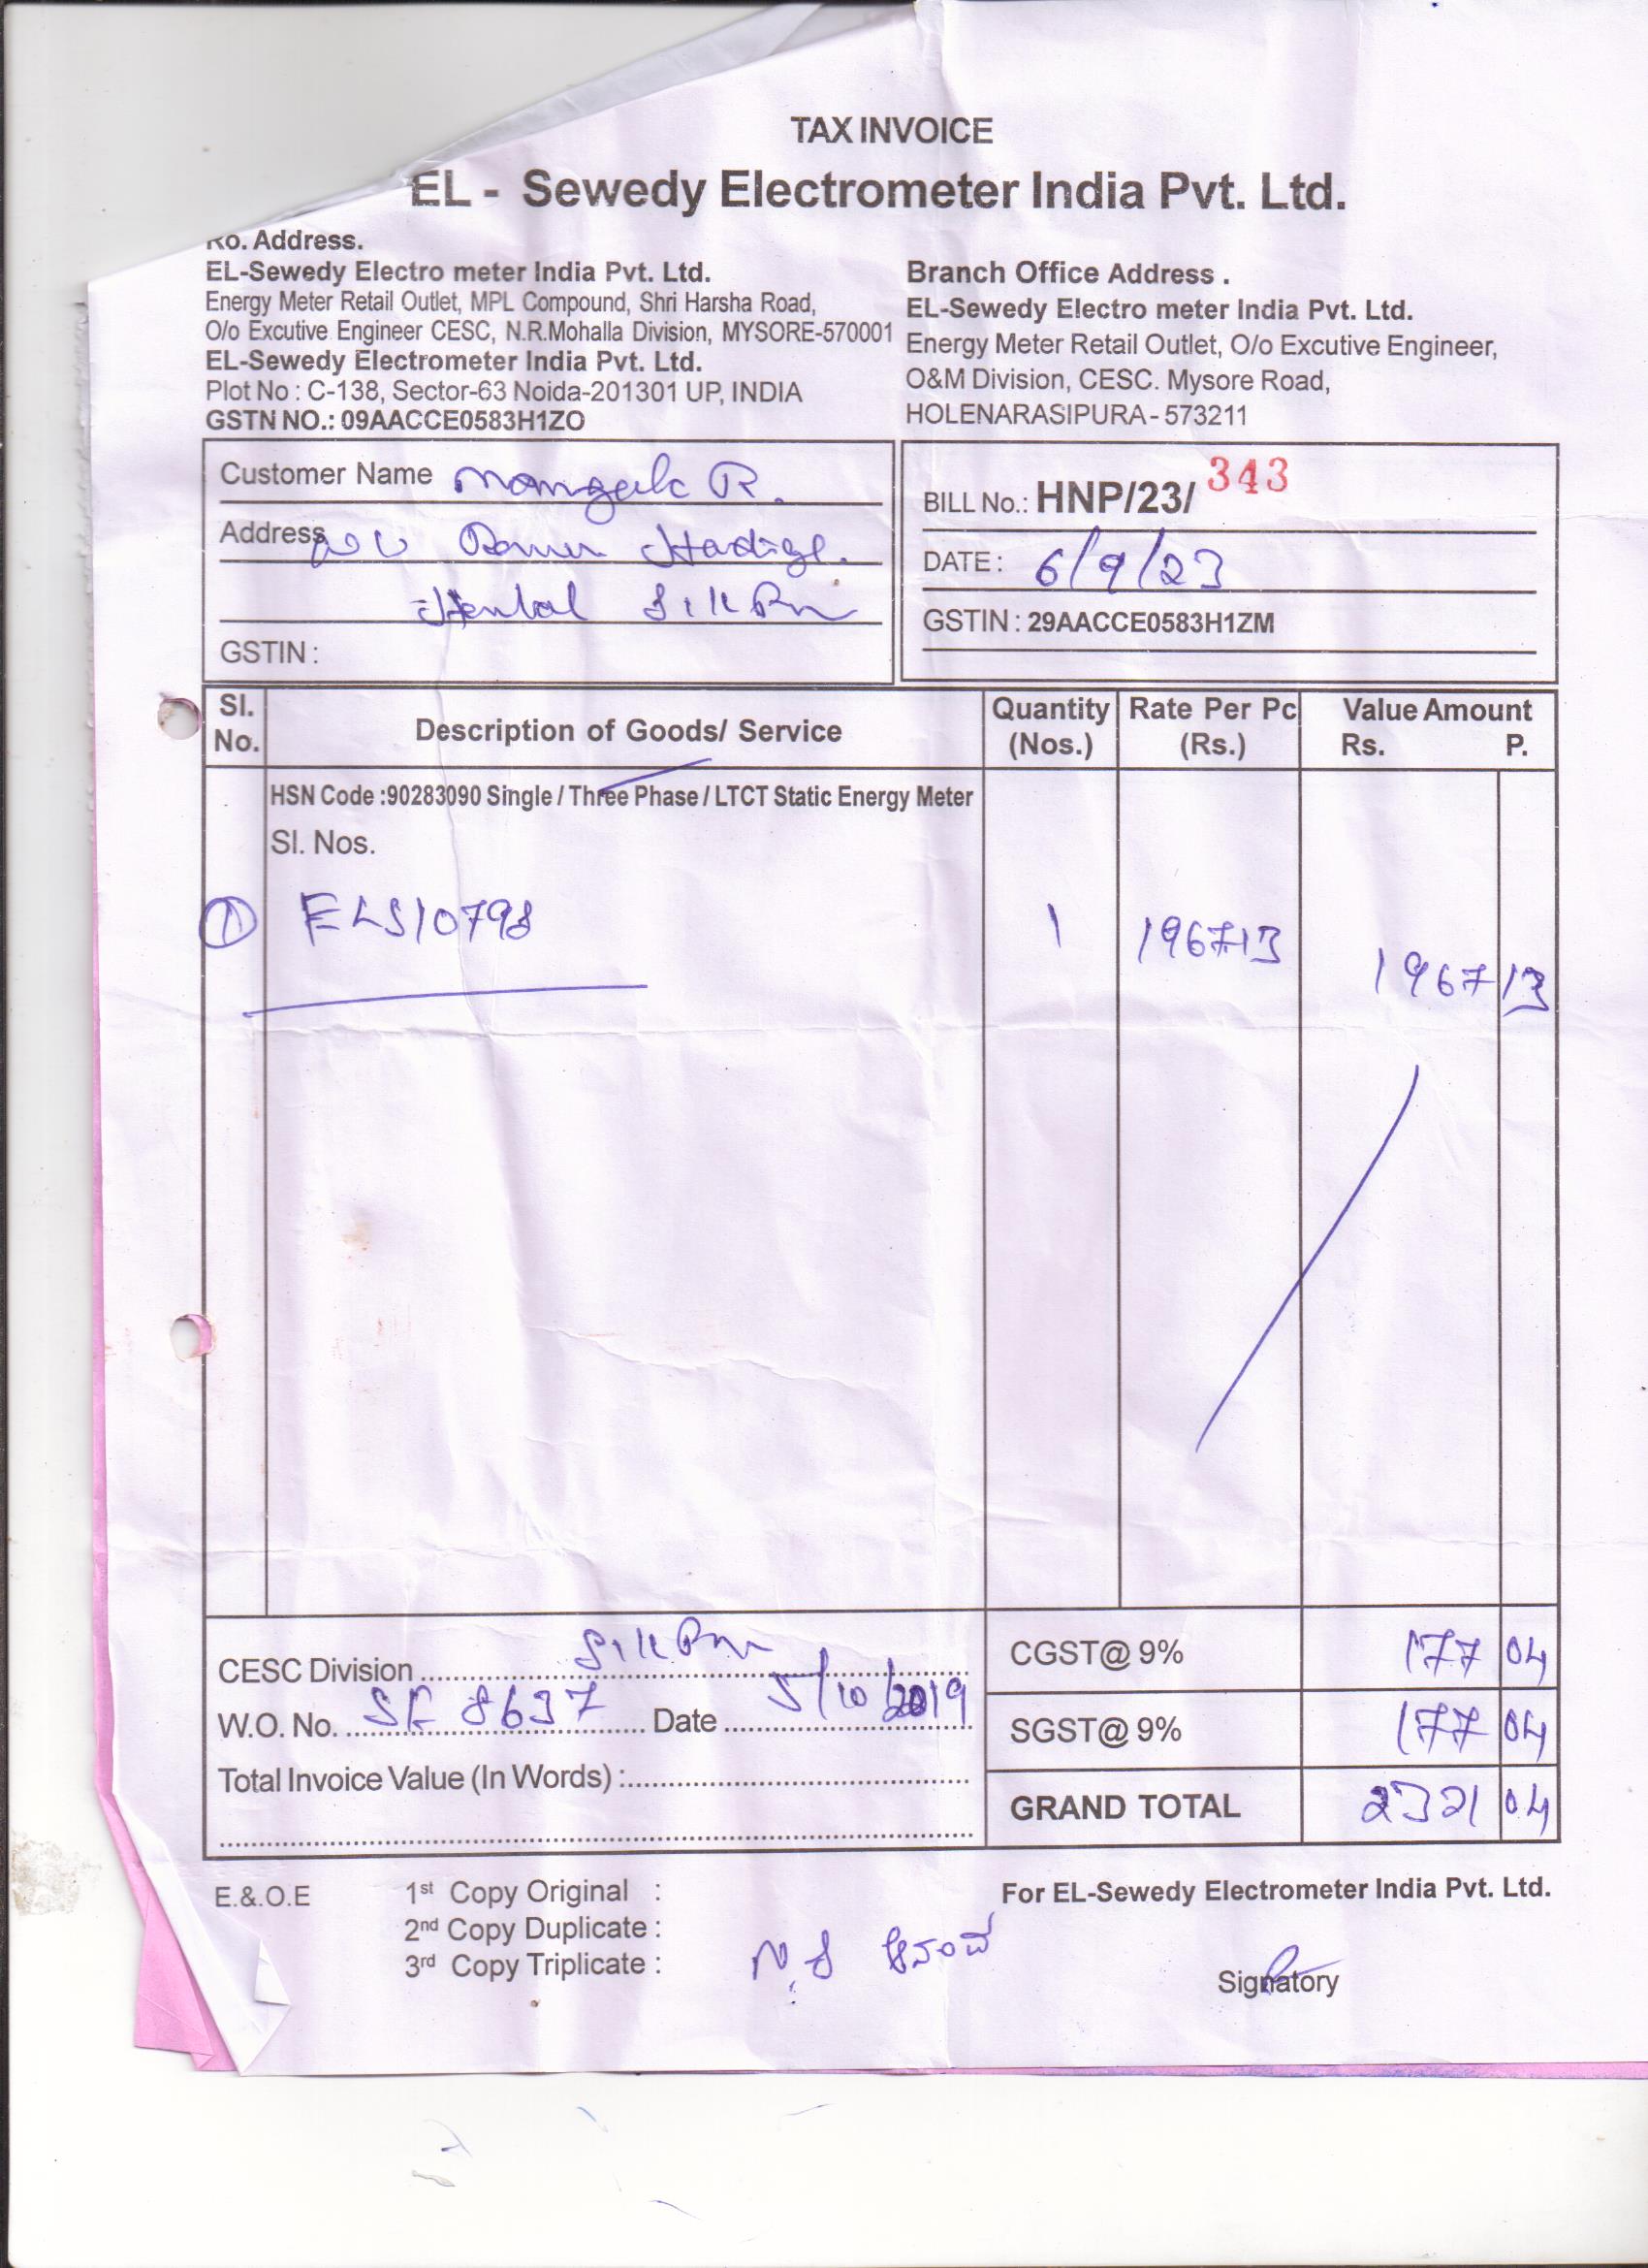 TAX INVOICE
EL - Sewedy Electrometer India Pvt. Ltd.
Ro. Address.
EL-Sewedy Electro meter India Pvt. Ltd.
Energy Meter Retail Outlet, MPL Compound, Shri Harsha Road,
O/o Excutive Engineer CESC, N.R.Mohalla Division, MYSORE-570001
EL-Sewedy Electrometer India Pvt. Ltd.
Plot No : C-138, Sector-63 Noida-201301 UP, INDIA
GSTN NO.: 09AACCE0583H1ZO
Branch Office Address .
EL-Sewedy Electro meter India Pvt. Ltd.
Energy Meter Retail Outlet, O/o Excutive Engineer,
O&M Division, CESC. Mysore Road,
HOLENARASIPURA - 573211
Customer Name R.
Address
GSTIN :
BILL No.: HNP/23/ 343
DATE : 6/9/23
GSTIN : 29AACCE0583H1ZM
Sl. No. Description of Goods/ Service Quantity (Nos.) Rate Per Pc (Rs.) Value Amount Rs. P.
HSN Code :90283090 Single / Three Phase / LTCT Static Energy Meter
Sl. Nos.
1 ELS10798 1 1967.13 1967 13
CESC Division
W.O. No. 8637 Date 5/10/2019
Total Invoice Value (In Words) :
CGST@ 9% 177 04
SGST@ 9% 177 04
GRAND TOTAL 2321 04
E.&.O.E
1st Copy Original :
2nd Copy Duplicate :
3rd Copy Triplicate :
For EL-Sewedy Electrometer India Pvt. Ltd.
Signatory